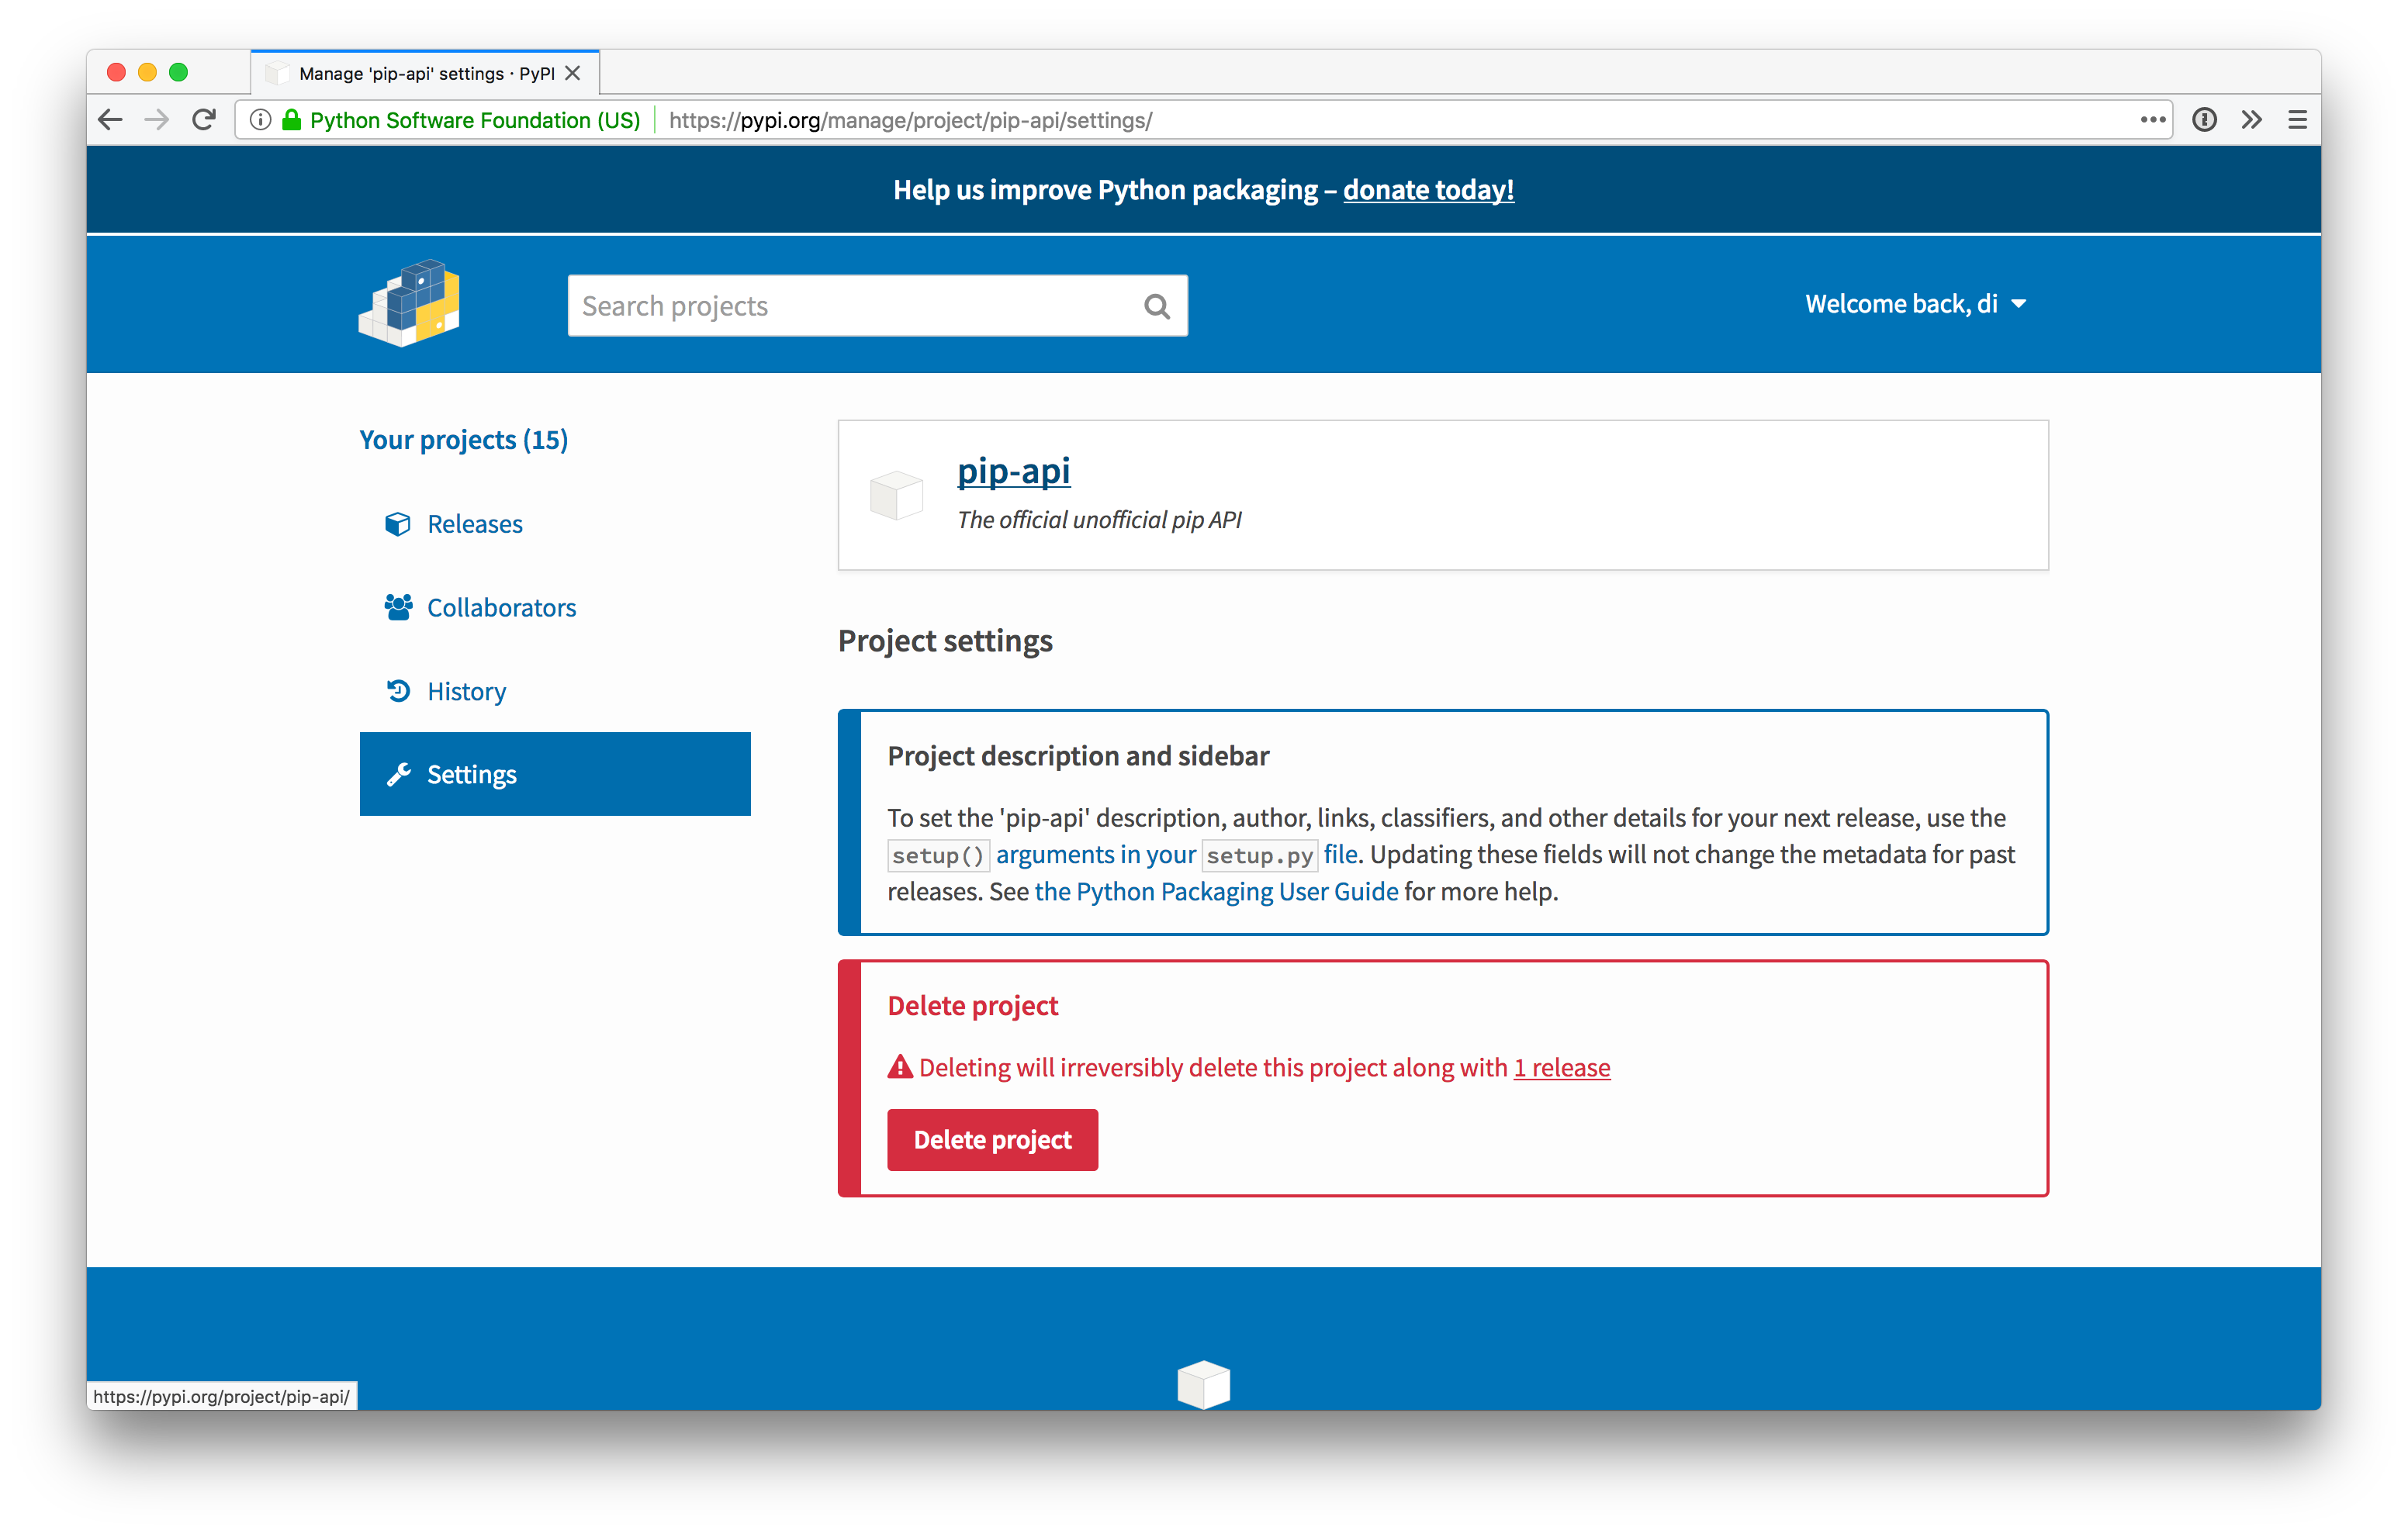 Manage 'pip-api' settings · PyPI
Python Software Foundation (US)
https://pypi.org/manage/project/pip-api/settings/
Help us improve Python packaging – donate today!
Search projects
Welcome back, di
Your projects (15)
Releases
Collaborators
History
Settings
pip-api
The official unofficial pip API
Project settings
Project description and sidebar
To set the 'pip-api' description, author, links, classifiers, and other details for your next release, use the
setup() arguments in your setup.py file. Updating these fields will not change the metadata for past
releases. See the Python Packaging User Guide for more help.
Delete project
Deleting will irreversibly delete this project along with 1 release
Delete project
https://pypi.org/project/pip-api/